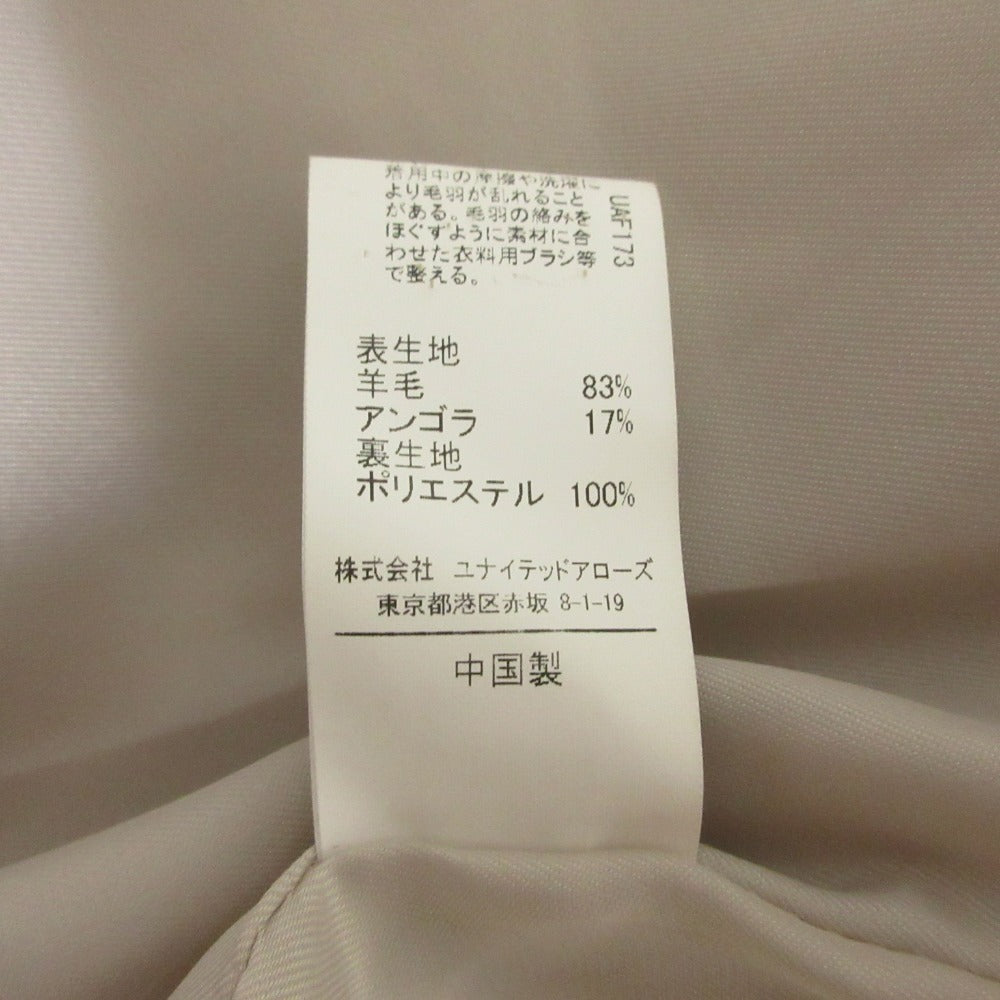 着用中の摩擦や洗濯に
より毛羽が乱れること
がある。毛羽の絡みを
ほぐすように素材に合
わせた衣料用ブラシ等
で整える。
UAF173
表生地
羊毛 83%
アンゴラ 17%
裏生地
ポリエステル 100%
株式会社 ユナイテッドアローズ
東京都港区赤坂 8-1-19
中国製